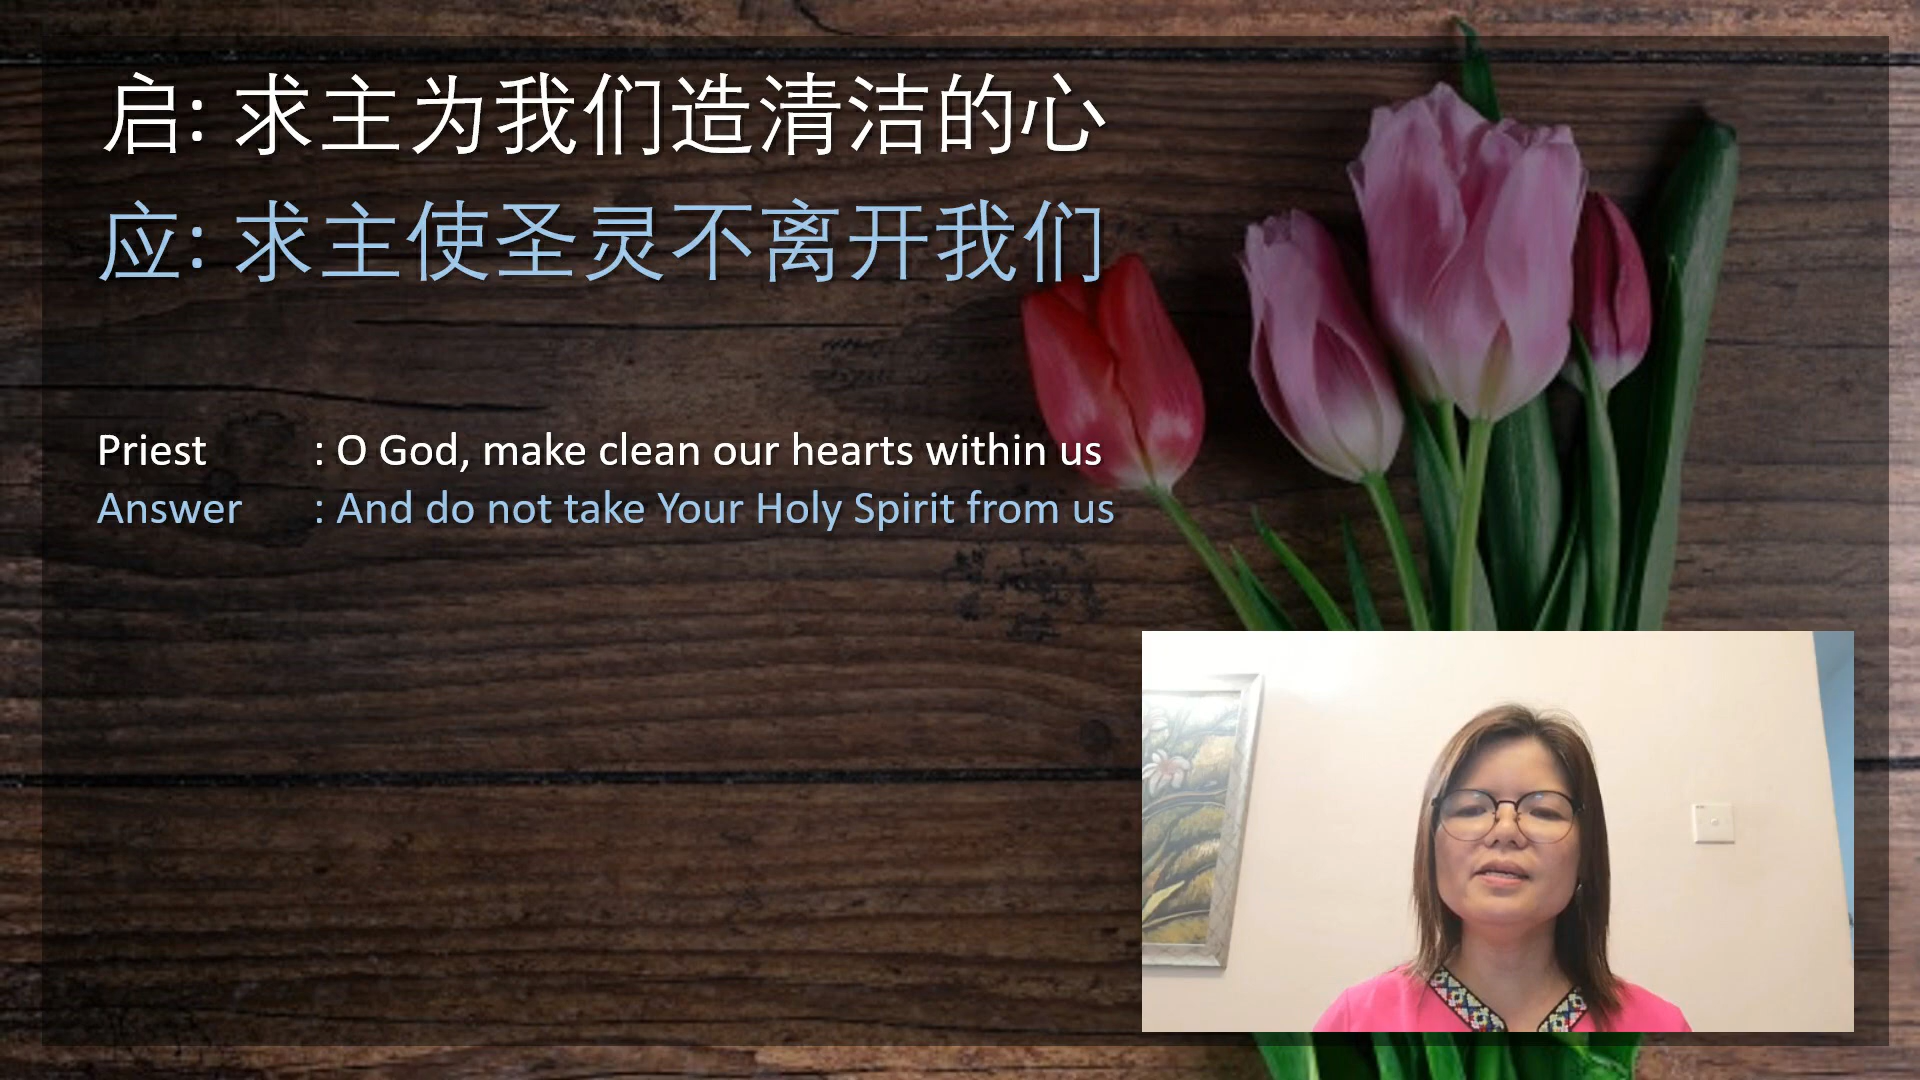 启: 求主为我们造清洁的心
应: 求主使圣灵不离开我们
Priest : O God, make clean our hearts within us
Answer : And do not take Your Holy Spirit from us